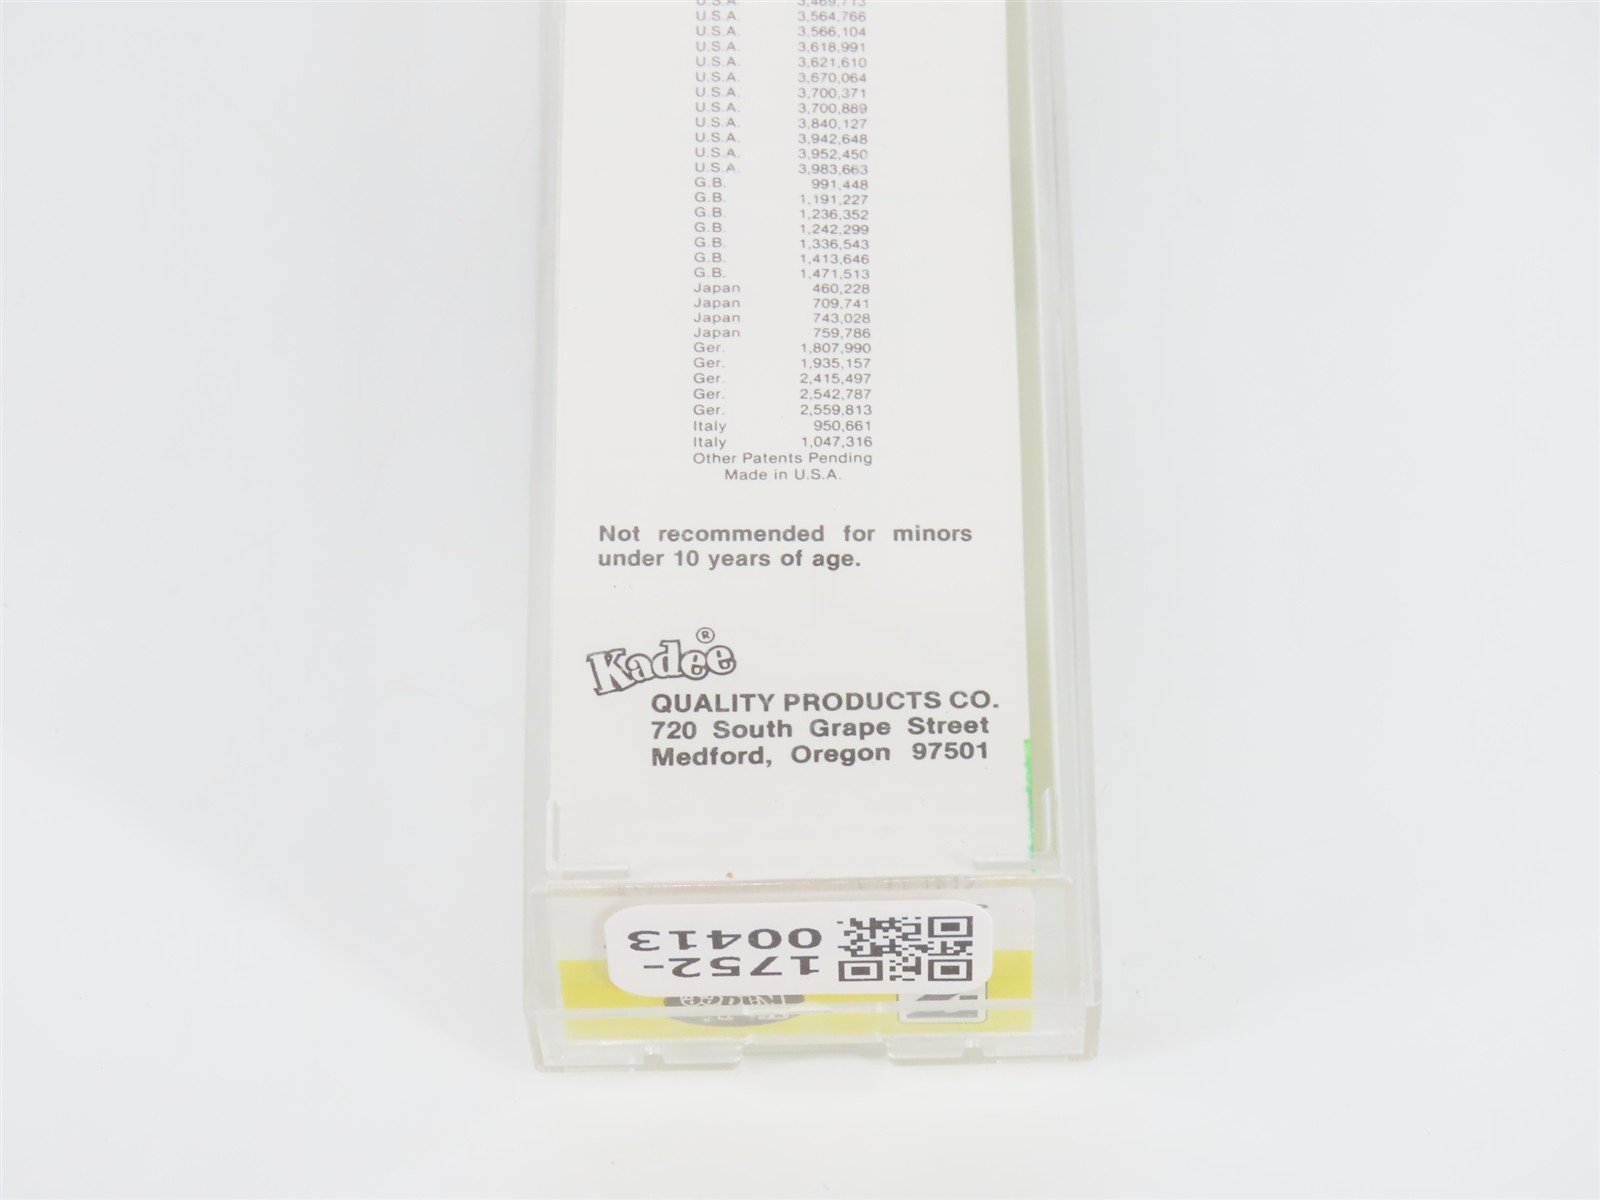 U.S.A. 3,469,713
U.S.A. 3,564,766
U.S.A. 3,566,104
U.S.A. 3,618,991
U.S.A. 3,621,610
U.S.A. 3,670,064
U.S.A. 3,700,371
U.S.A. 3,700,889
U.S.A. 3,840,127
U.S.A. 3,942,648
U.S.A. 3,952,450
U.S.A. 3,983,663
G.B. 991,448
G.B. 1,191,227
G.B. 1,236,352
G.B. 1,242,299
G.B. 1,336,543
G.B. 1,413,646
G.B. 1,471,513
Japan 460,228
Japan 709,741
Japan 743,028
Japan 759,786
Ger. 1,807,990
Ger. 1,935,157
Ger. 2,415,497
Ger. 2,542,787
Ger. 2,559,813
Italy 950,661
Italy 1,047,316
Other Patents Pending
Made in U.S.A.
Not recommended for minors
under 10 years of age.
Kadee®
QUALITY PRODUCTS CO.
720 South Grape Street
Medford, Oregon 97501
1752-
00413
Kadee